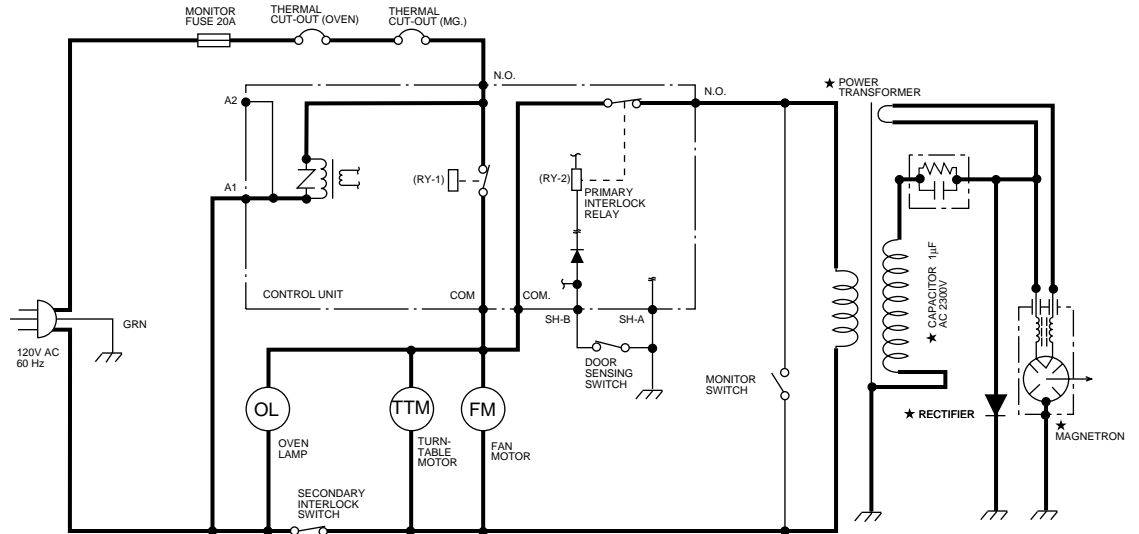 MONITOR
FUSE 20A
THERMAL
CUT-OUT (OVEN)
THERMAL
CUT-OUT (MG.)
N.O.
A2
N.O.
★ POWER
TRANSFORMER
A1
(RY-1)
(RY-2)
PRIMARY
INTERLOCK
RELAY
CONTROL UNIT
COM
COM.
SH-B
SH-A
★ CAPACITOR 1µF
AC 2300V
GRN
120V AC
60 Hz
DOOR
SENSING
SWITCH
MONITOR
SWITCH
OL
TTM
FM
OVEN
LAMP
TURN-
TABLE
MOTOR
FAN
MOTOR
★ RECTIFIER
★
MAGNETRON
SECONDARY
INTERLOCK
SWITCH